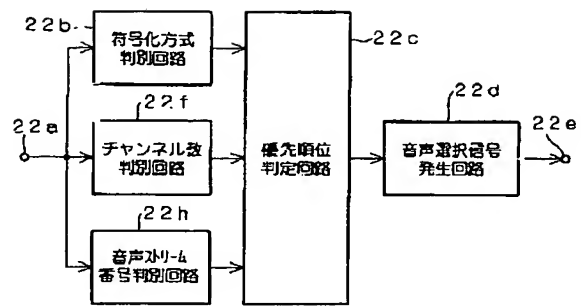 22b
符号化方式
判別回路
22c
22f
22d
22a
22e
チャンネル数
判別回路
優先順位
判定回路
音声選択信号
発生回路
22h
音声ストリーム
番号判別回路